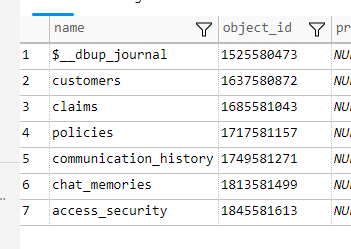 name object_id pr
1 $__dbup_journal 1525580473 NU
2 customers 1637580872 NU
3 claims 1685581043 NU
4 policies 1717581157 NU
5 communication_history 1749581271 NU
6 chat_memories 1813581499 NU
7 access_security 1845581613 NU